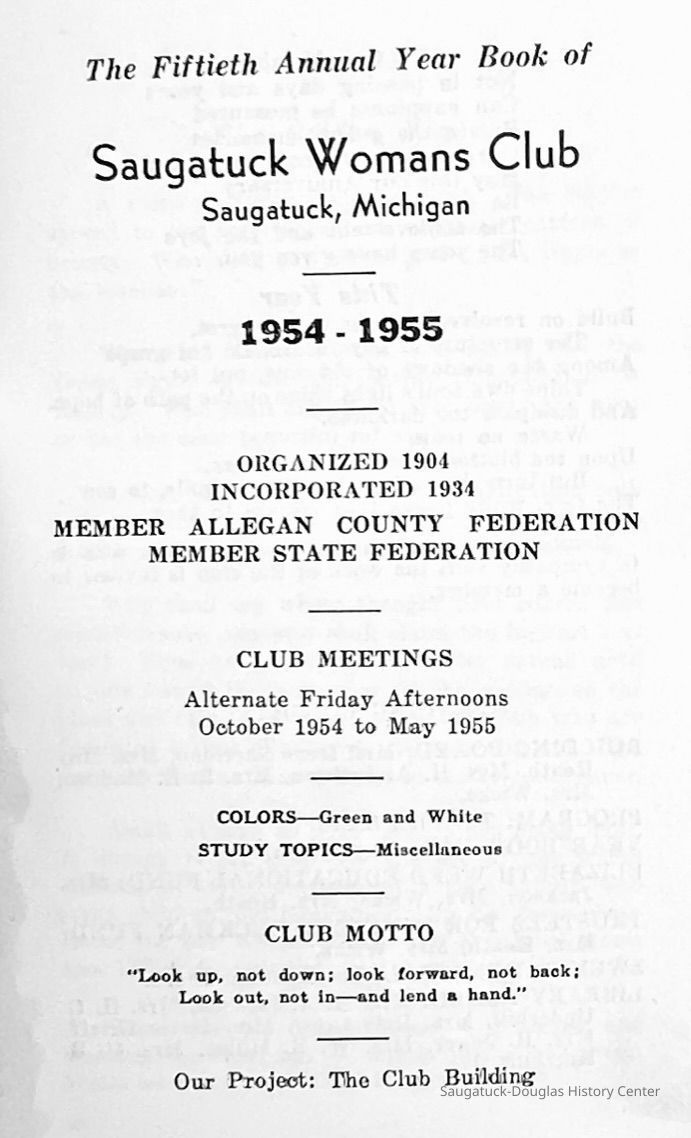 The Fiftieth Annual Year Book of
Saugatuck Womans Club
Saugatuck, Michigan
1954 - 1955
ORGANIZED 1904
INCORPORATED 1934
MEMBER ALLEGAN COUNTY FEDERATION
MEMBER STATE FEDERATION
CLUB MEETINGS
Alternate Friday Afternoons
October 1954 to May 1955
COLORS—Green and White
STUDY TOPICS—Miscellaneous
CLUB MOTTO
"Look up, not down; look forward, not back;
Look out, not in—and lend a hand."
Our Project: The Club Building
Saugatuck-Douglas History Center